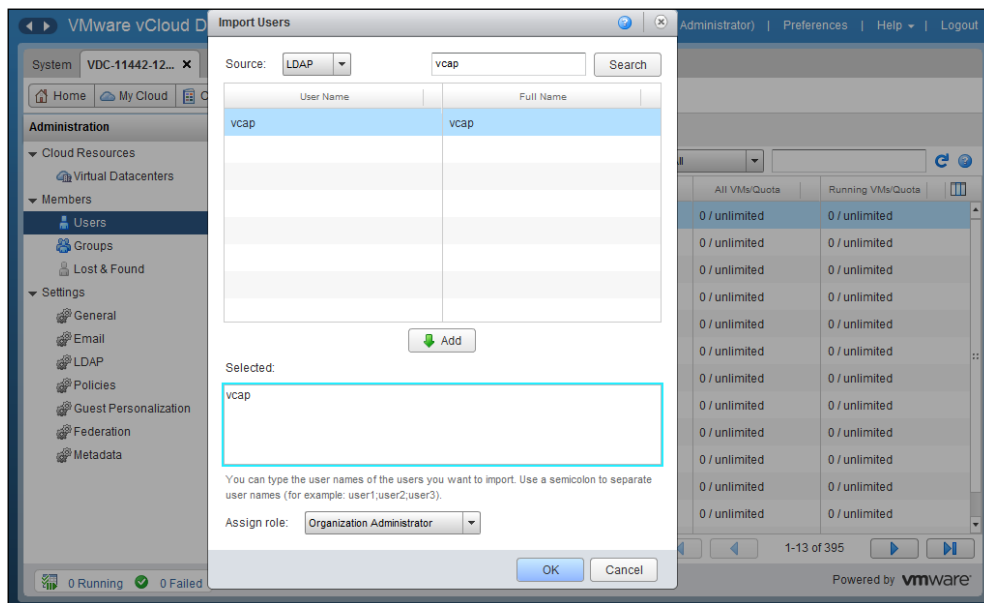 VMware vCloud D
Import Users
Administrator) | Preferences | Help | Logout
System
VDC-11442-12...
Home
My Cloud
C
Administration
Cloud Resources
Virtual Datacenters
Members
Users
Groups
Lost & Found
Settings
General
Email
LDAP
Policies
Guest Personalization
Federation
Metadata
Source:
LDAP
vcap
Search
User Name
Full Name
vcap
vcap
Add
Selected:
vcap
You can type the user names of the users you want to import. Use a semicolon to separate
user names (for example: user1;user2;user3).
Assign role:
Organization Administrator
OK
Cancel
All
All VMs/Quota
Running VMs/Quota
0 / unlimited 0 / unlimited
0 / unlimited 0 / unlimited
0 / unlimited 0 / unlimited
0 / unlimited 0 / unlimited
0 / unlimited 0 / unlimited
0 / unlimited 0 / unlimited
0 / unlimited 0 / unlimited
0 / unlimited 0 / unlimited
0 / unlimited 0 / unlimited
0 / unlimited 0 / unlimited
0 / unlimited 0 / unlimited
0 / unlimited 0 / unlimited
1-13 of 395
0 Running
0 Failed
Powered by vmware